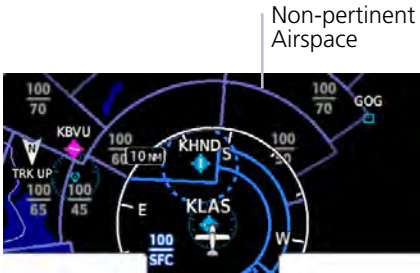 Non-pertinent
Airspace
100
70
100
70
GOG
KBVU
100
60
10 NM
KHND
S
100
N
TRK UP
100
65
100
45
E
KLAS
W
100
SFC